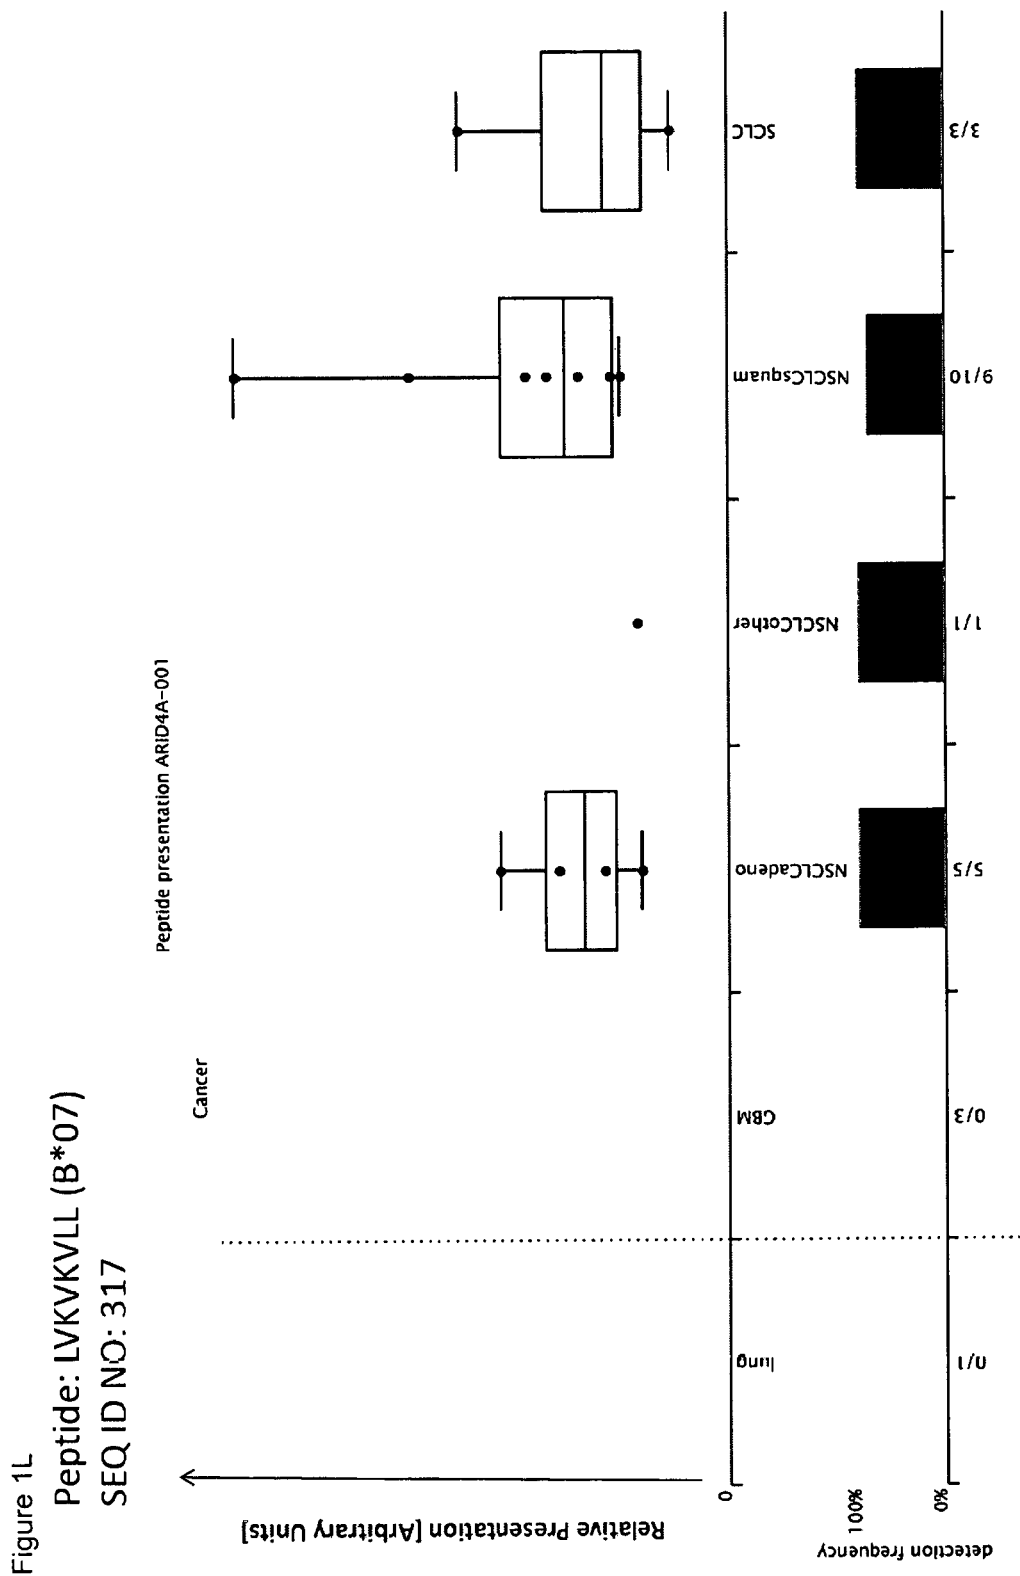 Figure 1L
Peptide: LVKVKVLL (B*07)
SEQ ID NO: 317
Peptide presentation ARID4A-001
Cancer
Relative Presentation [Arbitrary Units]
0
lung
GBM
NSCLCadeno
NSCLCother
NSCLCsquam
SCLC
detection frequency
100%
0%
0/1
0/3
5/5
1/1
9/10
3/3